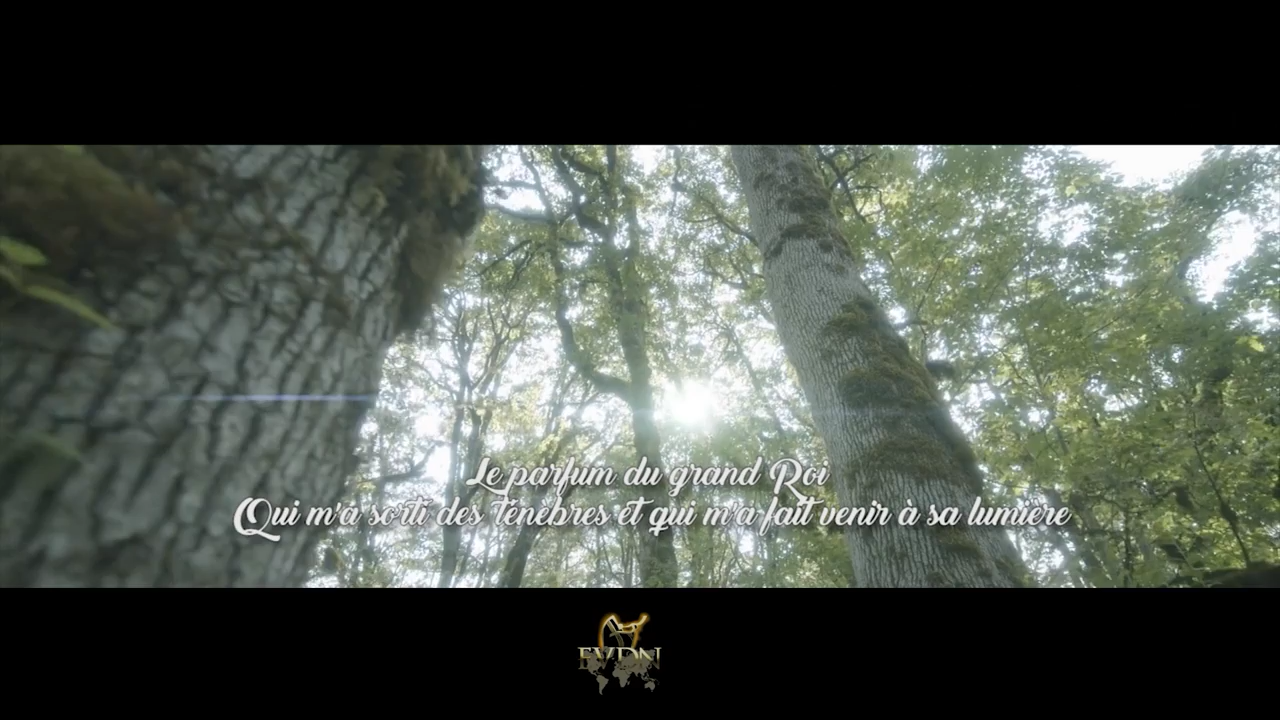 Le parfum du grand Roi
Qui m'a sorti des Ténèbres et qui m'a fait venir à sa lumière
EVDN